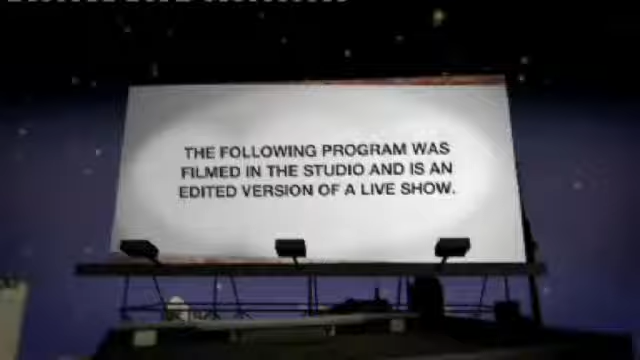 THE FOLLOWING PROGRAM WAS
FILMED IN THE STUDIO AND IS AN
EDITED VERSION OF A LIVE SHOW.